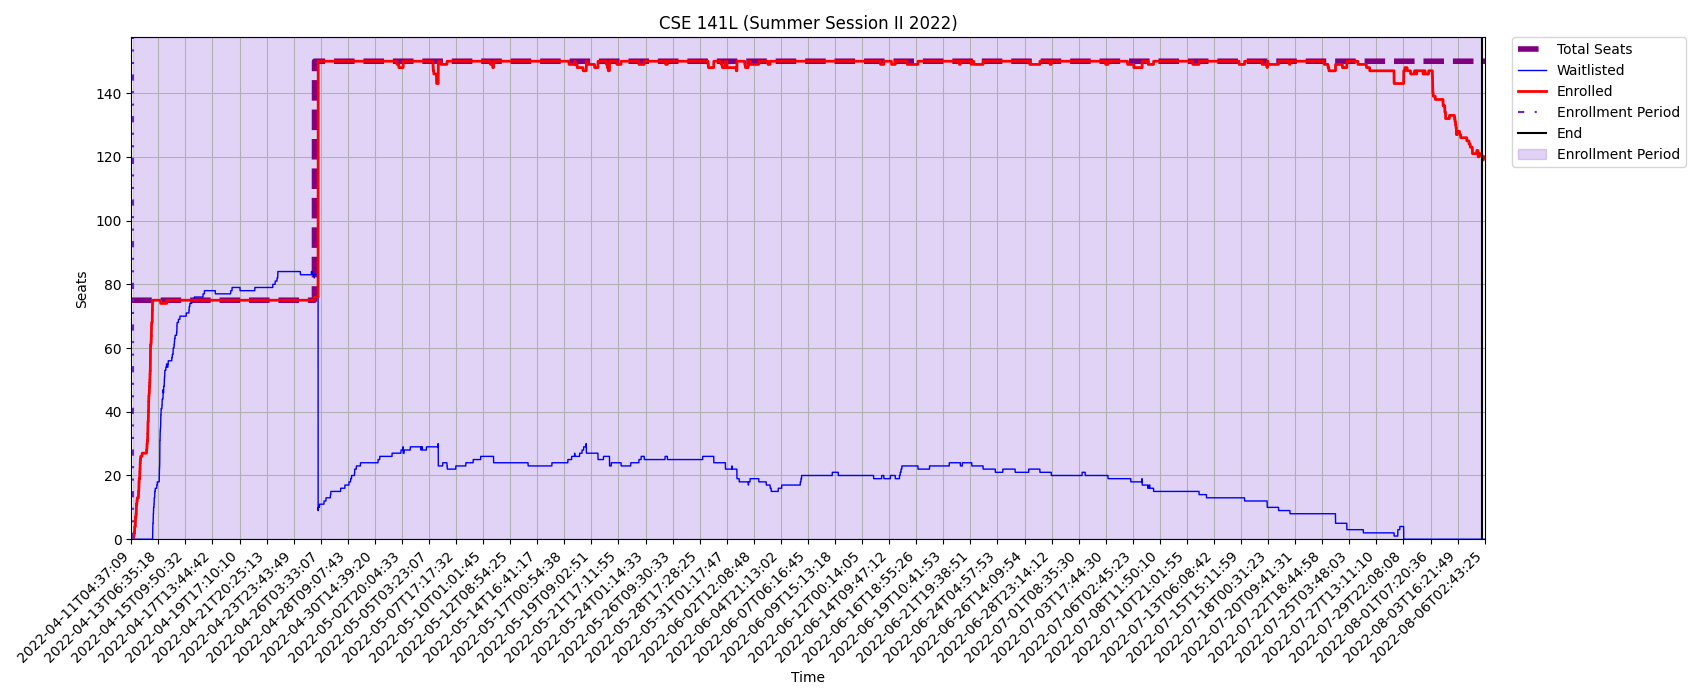 CSE 141L (Summer Session II 2022)
Total Seats
Waitlisted
Enrolled
Enrollment Period
End
Enrollment Period
Seats
140
120
100
80
60
40
20
0
2022-04-11T04:37:09
2022-04-13T06:35:18
2022-04-15T09:50:32
2022-04-17T13:44:42
2022-04-19T17:10:10
2022-04-21T20:25:13
2022-04-23T23:43:49
2022-04-26T03:33:07
2022-04-28T09:07:43
2022-04-30T14:39:20
2022-05-02T20:04:33
2022-05-05T03:23:07
2022-05-07T17:17:32
2022-05-10T01:01:45
2022-05-12T08:54:25
2022-05-14T16:41:17
2022-05-17T00:54:38
2022-05-19T09:02:51
2022-05-21T17:11:55
2022-05-24T01:14:33
2022-05-26T09:30:33
2022-05-28T17:28:25
2022-05-31T01:17:47
2022-06-02T12:08:48
2022-06-04T21:13:02
2022-06-07T06:16:45
2022-06-09T15:13:18
2022-06-12T00:14:05
2022-06-14T09:47:12
2022-06-16T18:55:26
2022-06-19T10:41:53
2022-06-21T19:38:51
2022-06-24T04:57:53
2022-06-26T14:09:54
2022-06-28T23:14:12
2022-07-01T08:35:30
2022-07-03T17:44:30
2022-07-06T02:45:23
2022-07-08T11:50:10
2022-07-10T21:01:55
2022-07-13T06:08:42
2022-07-15T15:11:59
2022-07-18T00:31:23
2022-07-20T09:41:31
2022-07-22T18:44:58
2022-07-25T03:48:03
2022-07-27T13:11:10
2022-07-29T22:08:08
2022-08-01T07:20:36
2022-08-03T16:21:49
2022-08-06T02:43:25
Time